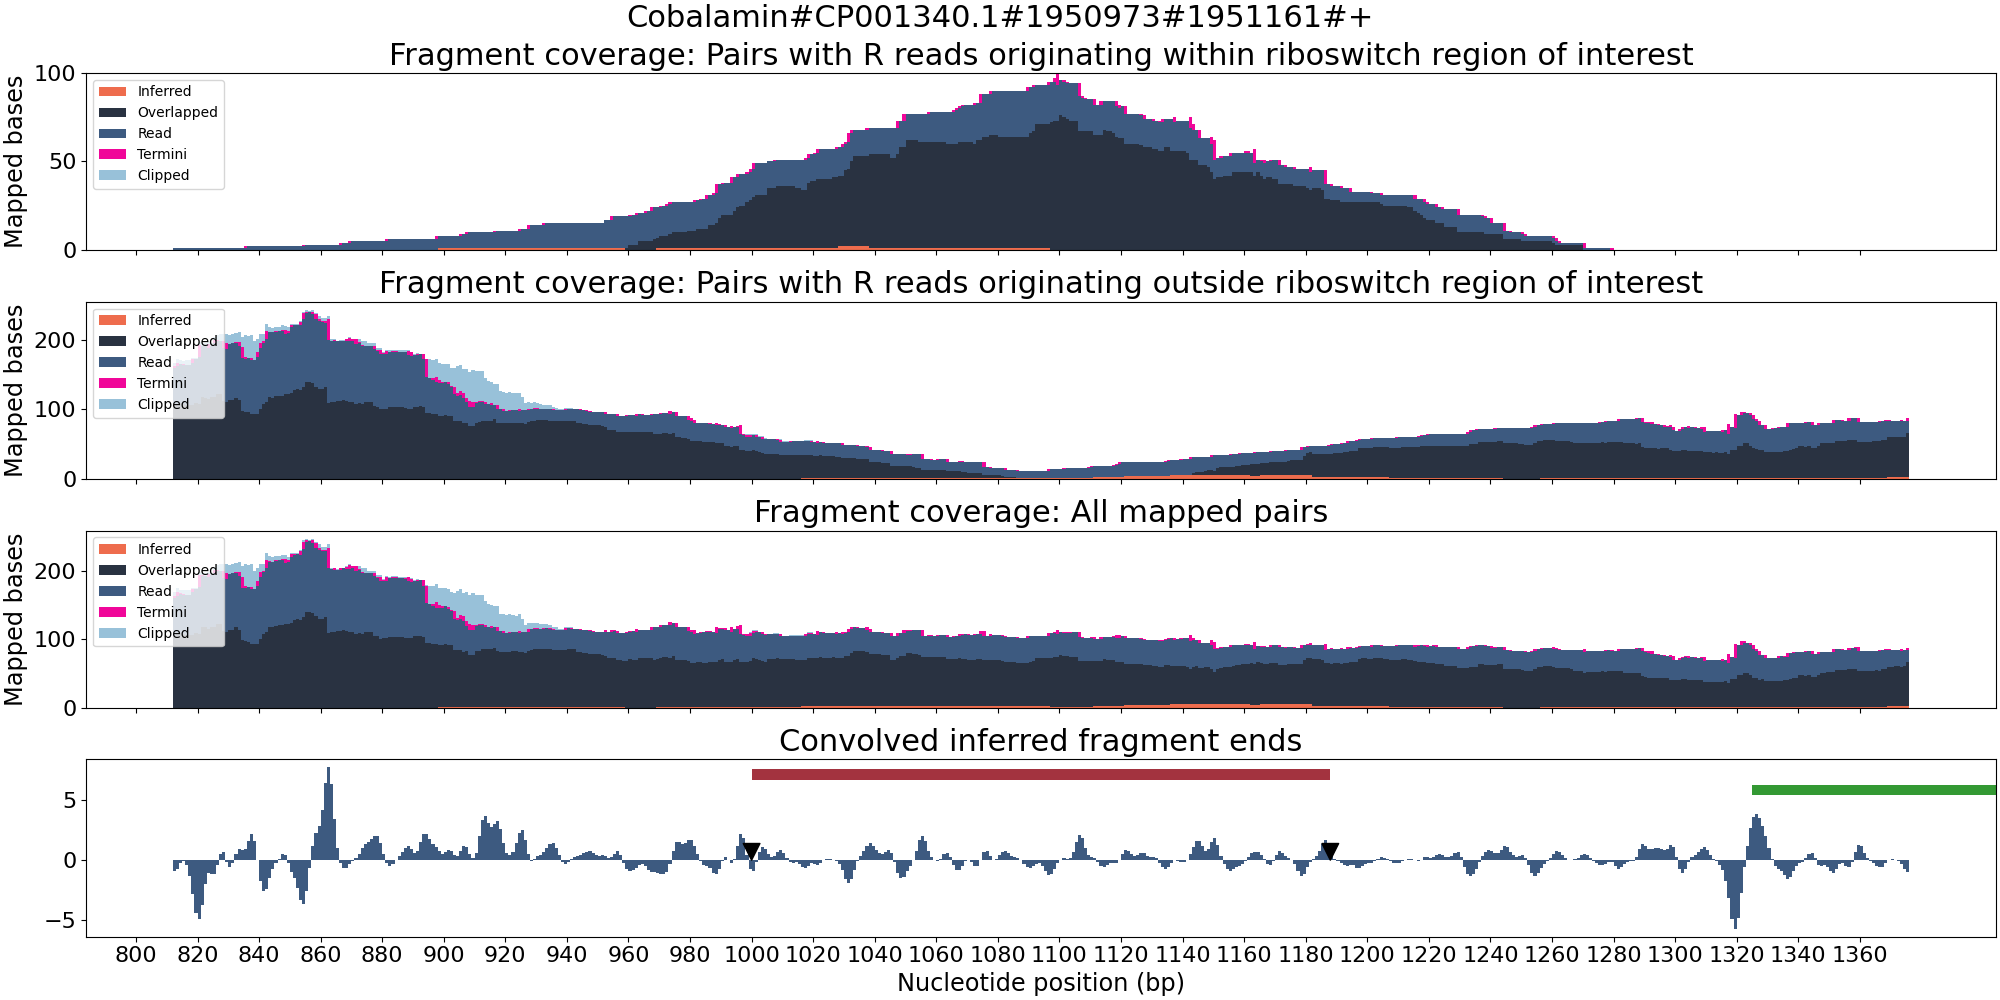 Cobalamin#CP001340.1#1950973#1951161#+
Fragment coverage: Pairs with R reads originating within riboswitch region of interest
Mapped bases
100
50
0
Inferred
Overlapped
Read
Termini
Clipped
Fragment coverage: Pairs with R reads originating outside riboswitch region of interest
Mapped bases
200
100
0
Inferred
Overlapped
Read
Termini
Clipped
Fragment coverage: All mapped pairs
Mapped bases
200
100
0
Inferred
Overlapped
Read
Termini
Clipped
Convolved inferred fragment ends
5
0
−5
800 820 840 860 880 900 920 940 960 980 1000 1020 1040 1060 1080 1100 1120 1140 1160 1180 1200 1220 1240 1260 1280 1300 1320 1340 1360
Nucleotide position (bp)